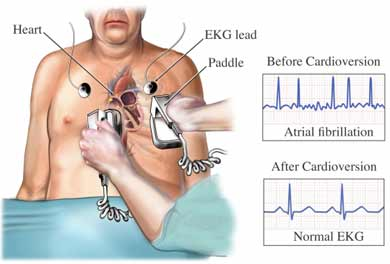 Heart
EKG lead
Paddle
Before Cardioversion
Atrial fibrillation
After Cardioversion
Normal EKG